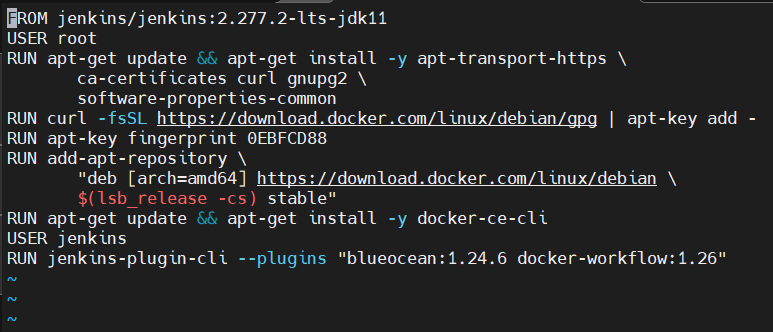 FROM jenkins/jenkins:2.277.2-lts-jdk11
USER root
RUN apt-get update && apt-get install -y apt-transport-https \
       ca-certificates curl gnupg2 \
       software-properties-common
RUN curl -fsSL https://download.docker.com/linux/debian/gpg | apt-key add -
RUN apt-key fingerprint 0EBFCD88
RUN add-apt-repository \
       "deb [arch=amd64] https://download.docker.com/linux/debian \
       $(lsb_release -cs) stable"
RUN apt-get update && apt-get install -y docker-ce-cli
USER jenkins
RUN jenkins-plugin-cli --plugins "blueocean:1.24.6 docker-workflow:1.26"
~
~
~